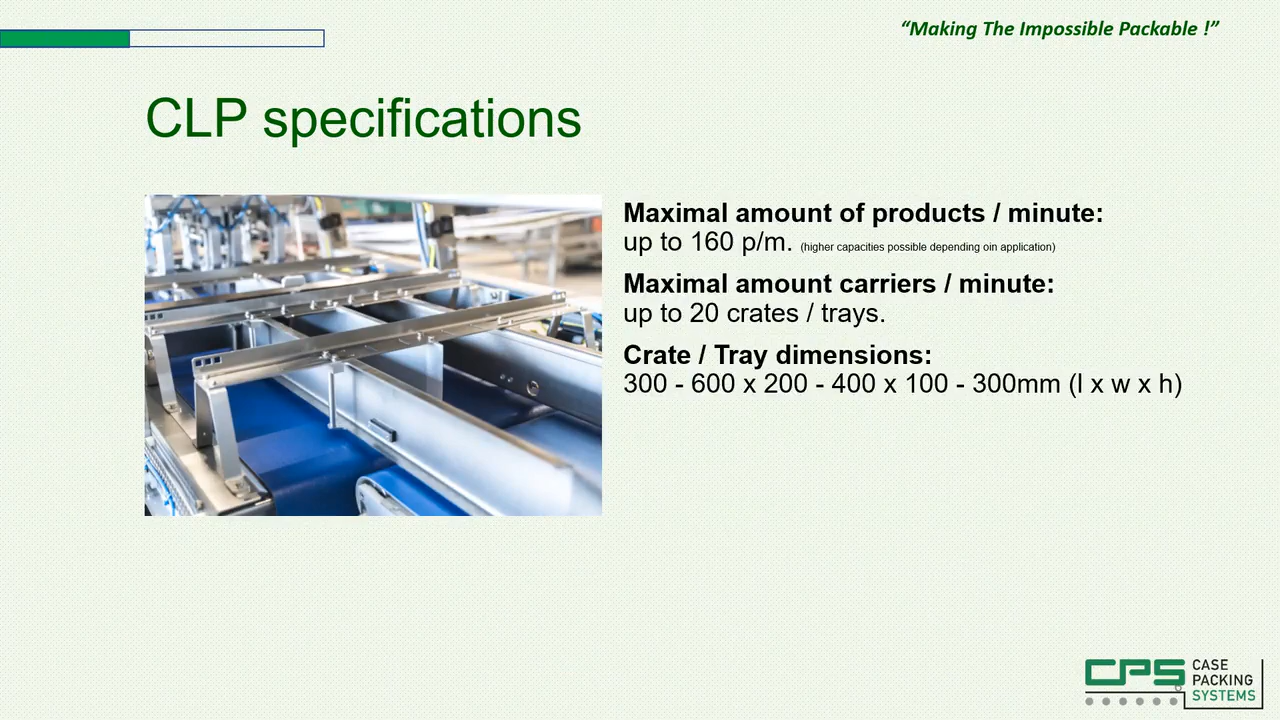 “Making The Impossible Packable !”
CLP specifications
Maximal amount of products / minute:
up to 160 p/m. (higher capacities possible depending oin application)
Maximal amount carriers / minute:
up to 20 crates / trays.
Crate / Tray dimensions:
300 - 600 x 200 - 400 x 100 - 300mm (l x w x h)
CPS
CASE
PACKING
SYSTEMS